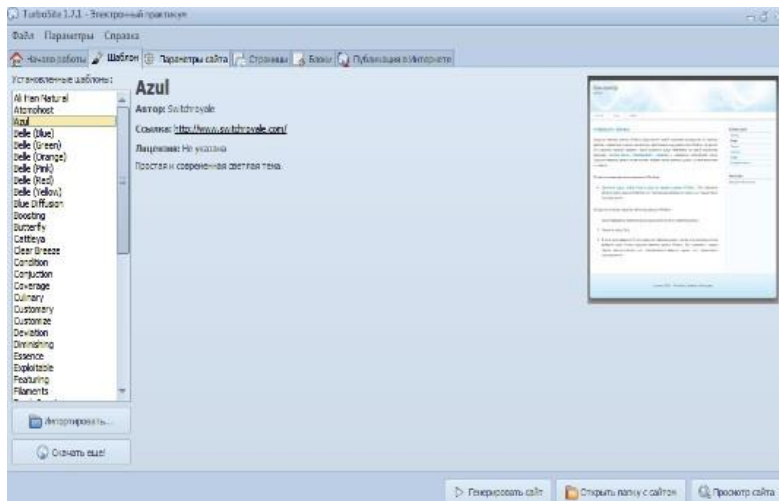 TurboSite 1.7.1 - Электронный практикум
Файл Параметры Справка
Начало работы Шаблон Параметры сайта Страницы Блоки Публикация в Интернете
Установленные шаблоны:
Ali Han Natural
Atomohost
Azul
Belle (Blue)
Belle (Green)
Belle (Orange)
Belle (Pink)
Belle (Red)
Belle (Yellow)
Blue Diffusion
Boosting
Butterfly
Cattleya
Clear Breeze
Condition
Conjuction
Coverage
Culinary
Customary
Customize
Deviation
Diminishing
Essence
Exploitable
Featuring
Filaments
Импортировать...
Скачать еще!
Azul
Автор: Switchroyale
Ссылка: http://www.switchroyale.com/
Лицензия: Не указана
Простая и современная светлая тема.
Генерировать сайт Открыть папку с сайтом Просмотр сайта